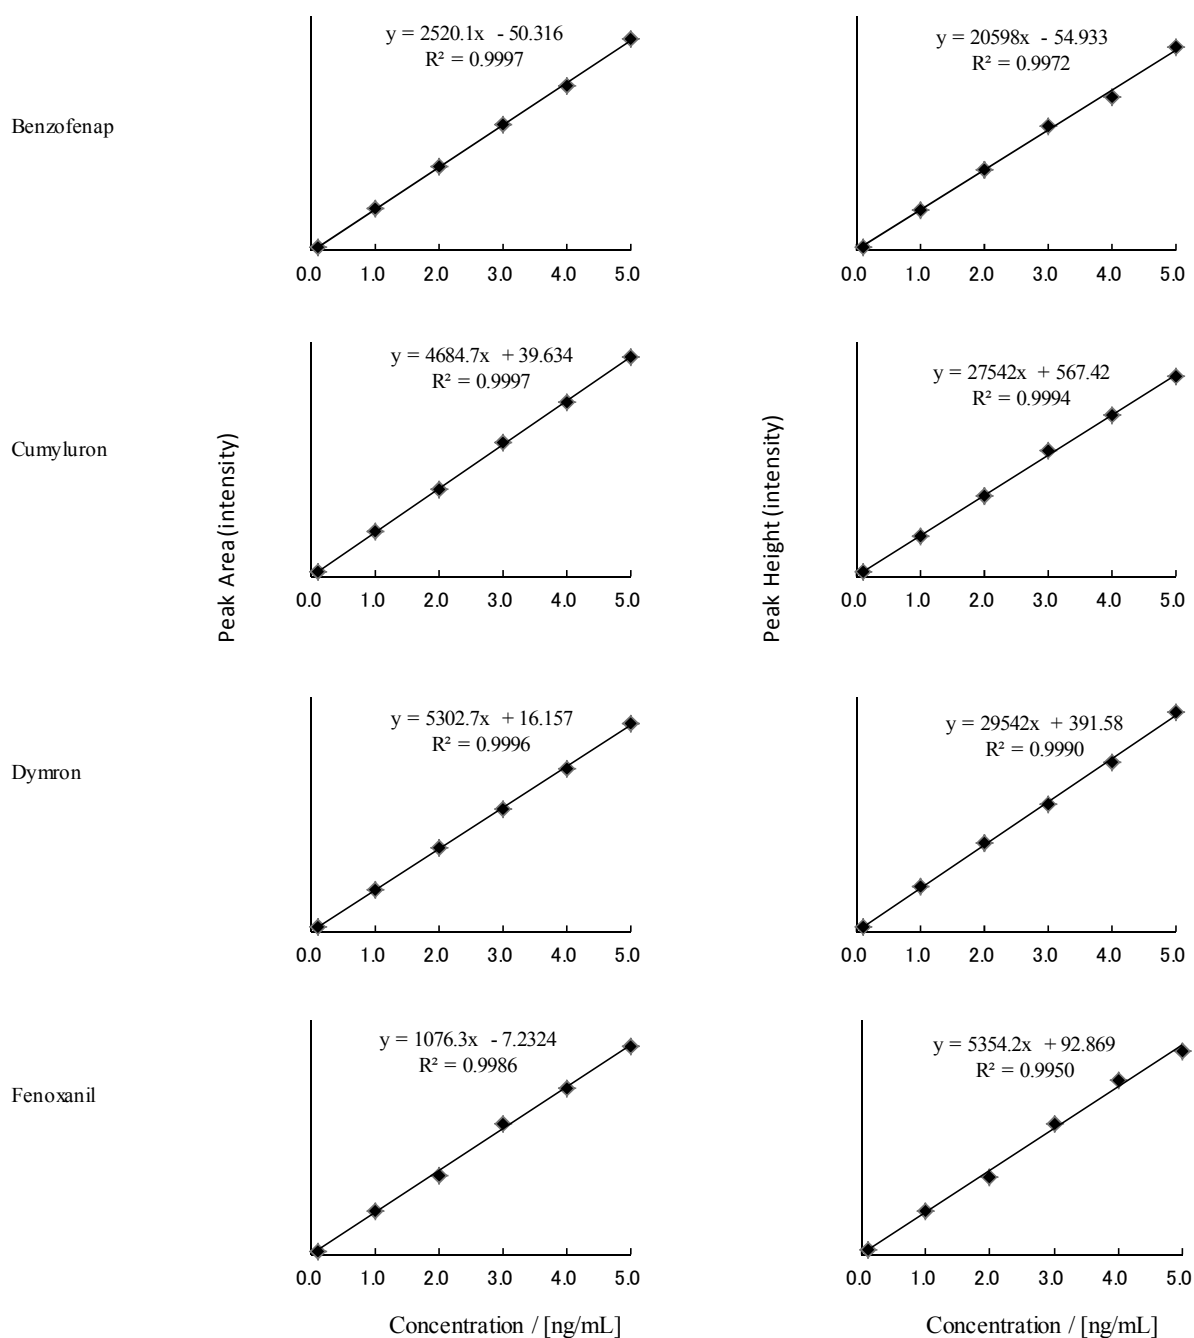 Benzofenap
y = 2520.1x - 50.316
R² = 0.9997
0.0 1.0 2.0 3.0 4.0 5.0
y = 20598x - 54.933
R² = 0.9972
0.0 1.0 2.0 3.0 4.0 5.0
Cumyluron
Peak Area (intensity)
y = 4684.7x + 39.634
R² = 0.9997
0.0 1.0 2.0 3.0 4.0 5.0
Peak Height (intensity)
y = 27542x + 567.42
R² = 0.9994
0.0 1.0 2.0 3.0 4.0 5.0
Dymron
y = 5302.7x + 16.157
R² = 0.9996
0.0 1.0 2.0 3.0 4.0 5.0
y = 29542x + 391.58
R² = 0.9990
0.0 1.0 2.0 3.0 4.0 5.0
Fenoxanil
y = 1076.3x - 7.2324
R² = 0.9986
0.0 1.0 2.0 3.0 4.0 5.0
Concentration / [ng/mL]
y = 5354.2x + 92.869
R² = 0.9950
0.0 1.0 2.0 3.0 4.0 5.0
Concentration / [ng/mL]